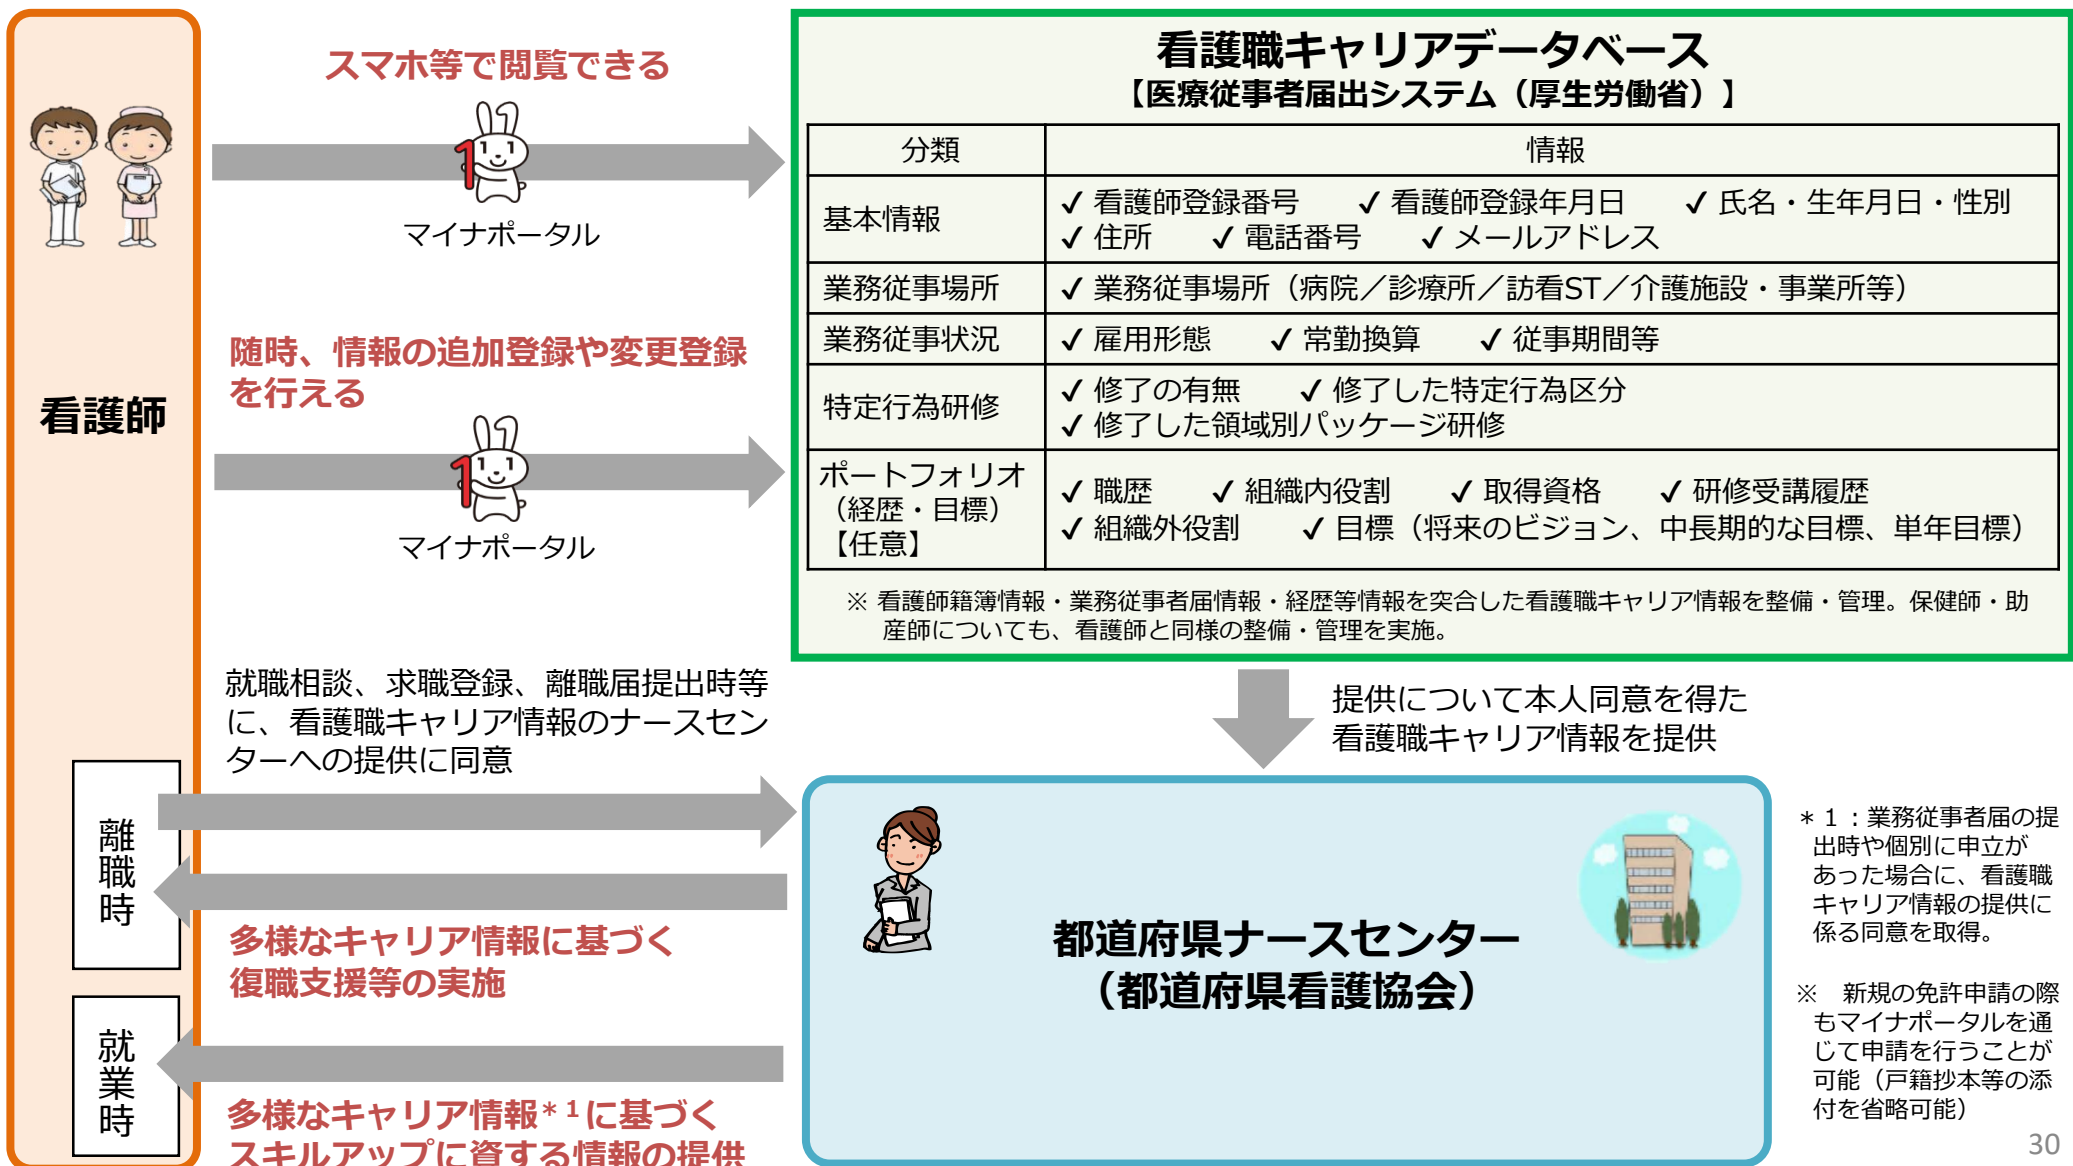 看護職キャリアデータベース
【医療従事者届出システム（厚生労働省）】
分類 情報
基本情報
✓ 看護師登録番号 ✓ 看護師登録年月日 ✓ 氏名・生年月日・性別
✓ 住所 ✓ 電話番号 ✓ メールアドレス
業務従事場所 ✓ 業務従事場所（病院／診療所／訪看ST／介護施設・事業所等）
業務従事状況 ✓ 雇用形態 ✓ 常勤換算 ✓ 従事期間等
特定行為研修
✓ 修了の有無 ✓ 修了した特定行為区分
✓ 修了した領域別パッケージ研修
ポートフォリオ
（経歴・目標）
【任意】
✓ 職歴 ✓ 組織内役割 ✓ 取得資格 ✓ 研修受講履歴
✓ 組織外役割 ✓ 目標（将来のビジョン、中長期的な目標、単年目標）
※ 看護師籍簿情報・業務従事者届情報・経歴等情報を突合した看護職キャリア情報を整備・管理。保健師・助
産師についても、看護師と同様の整備・管理を実施。
スマホ等で閲覧できる
1
マイナポータル
随時、情報の追加登録や変更登録
を行える
1
マイナポータル
看護師
就職相談、求職登録、離職届提出時等
に、看護職キャリア情報のナースセン
ターへの提供に同意
離職時
多様なキャリア情報に基づく
復職支援等の実施
就業時
多様なキャリア情報＊1に基づく
スキルアップに資する情報の提供
提供について本人同意を得た
看護職キャリア情報を提供
都道府県ナースセンター
（都道府県看護協会）
＊1：業務従事者届の提
出時や個別に申立が
あった場合に、看護職
キャリア情報の提供に
係る同意を取得。
※ 新規の免許申請の際
もマイナポータルを通
じて申請を行うことが
可能（戸籍抄本等の添
付を省略可能）
30